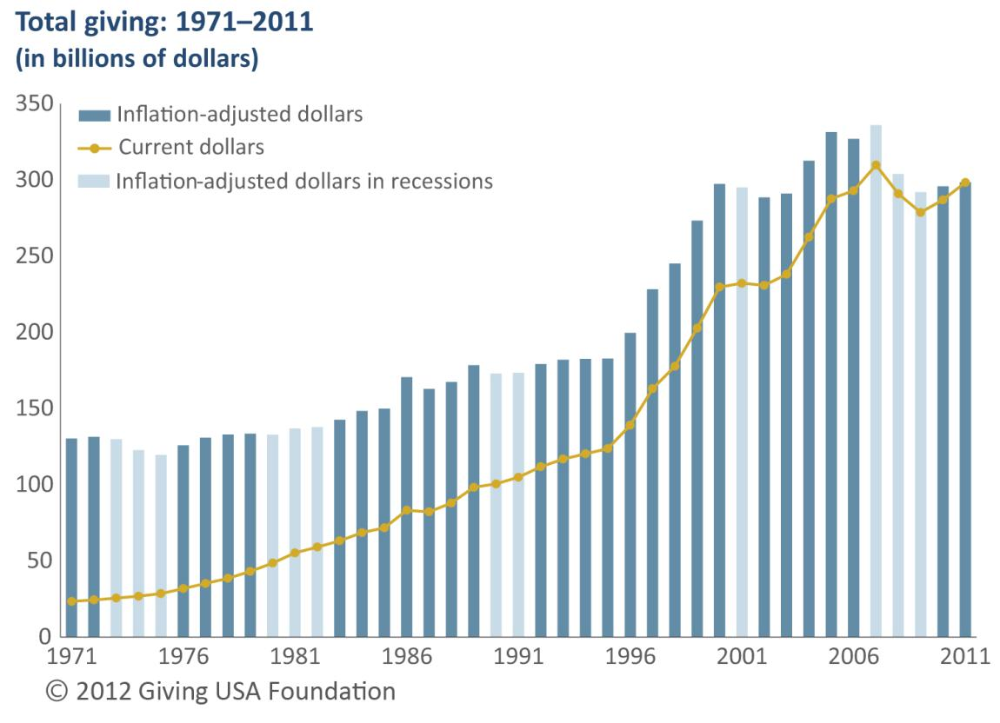 Total giving: 1971–2011
(in billions of dollars)
350
Inflation-adjusted dollars
Current dollars
300
Inflation-adjusted dollars in recessions
250
200
150
100
50
0
1971 1976 1981 1986 1991 1996 2001 2006 2011
© 2012 Giving USA Foundation